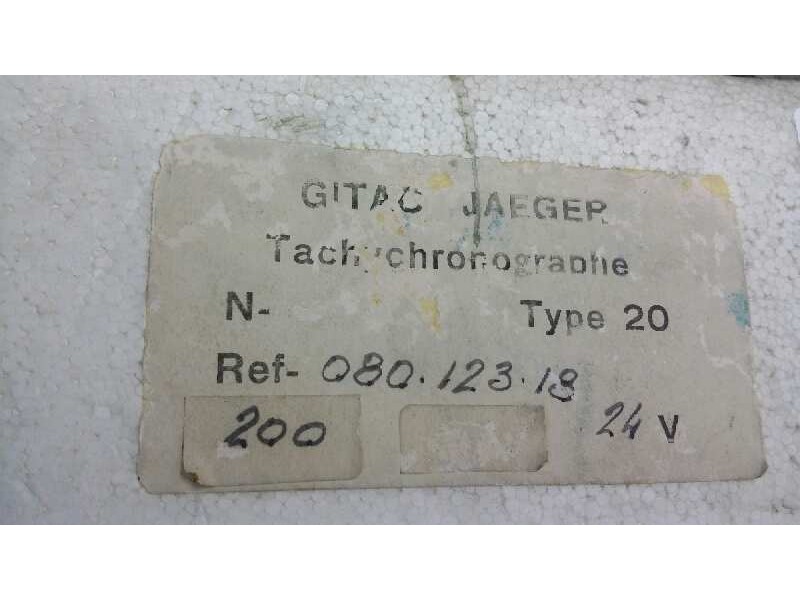 GITAC JAEGER
Tachychronographe
N- Type 20
Ref- 080.123.18
200 24 V